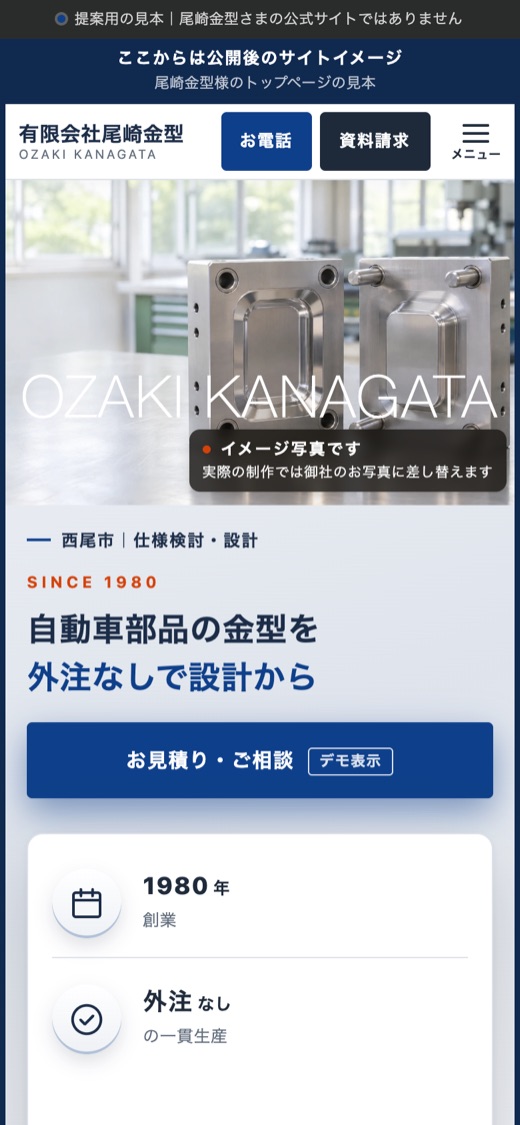 提案用の見本｜尾崎金型さまの公式サイトではありません
ここからは公開後のサイトイメージ
尾崎金型様のトップページの見本
有限会社尾崎金型
OZAKI KANAGATA
お電話
資料請求
メニュー
OZAKI KANAGATA
イメージ写真です
実際の制作では御社のお写真に差し替えます
西尾市｜仕様検討・設計
SINCE 1980
自動車部品の金型を
外注なしで設計から
お見積り・ご相談 デモ表示
1980 年
創業
外注 なし
の一貫生産